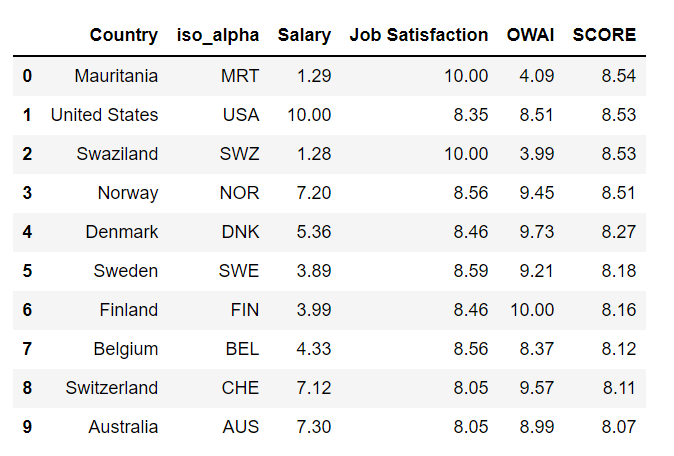 Country iso_alpha Salary Job Satisfaction OWAI SCORE
0 Mauritania MRT 1.29 10.00 4.09 8.54
1 United States USA 10.00 8.35 8.51 8.53
2 Swaziland SWZ 1.28 10.00 3.99 8.53
3 Norway NOR 7.20 8.56 9.45 8.51
4 Denmark DNK 5.36 8.46 9.73 8.27
5 Sweden SWE 3.89 8.59 9.21 8.18
6 Finland FIN 3.99 8.46 10.00 8.16
7 Belgium BEL 4.33 8.56 8.37 8.12
8 Switzerland CHE 7.12 8.05 9.57 8.11
9 Australia AUS 7.30 8.05 8.99 8.07